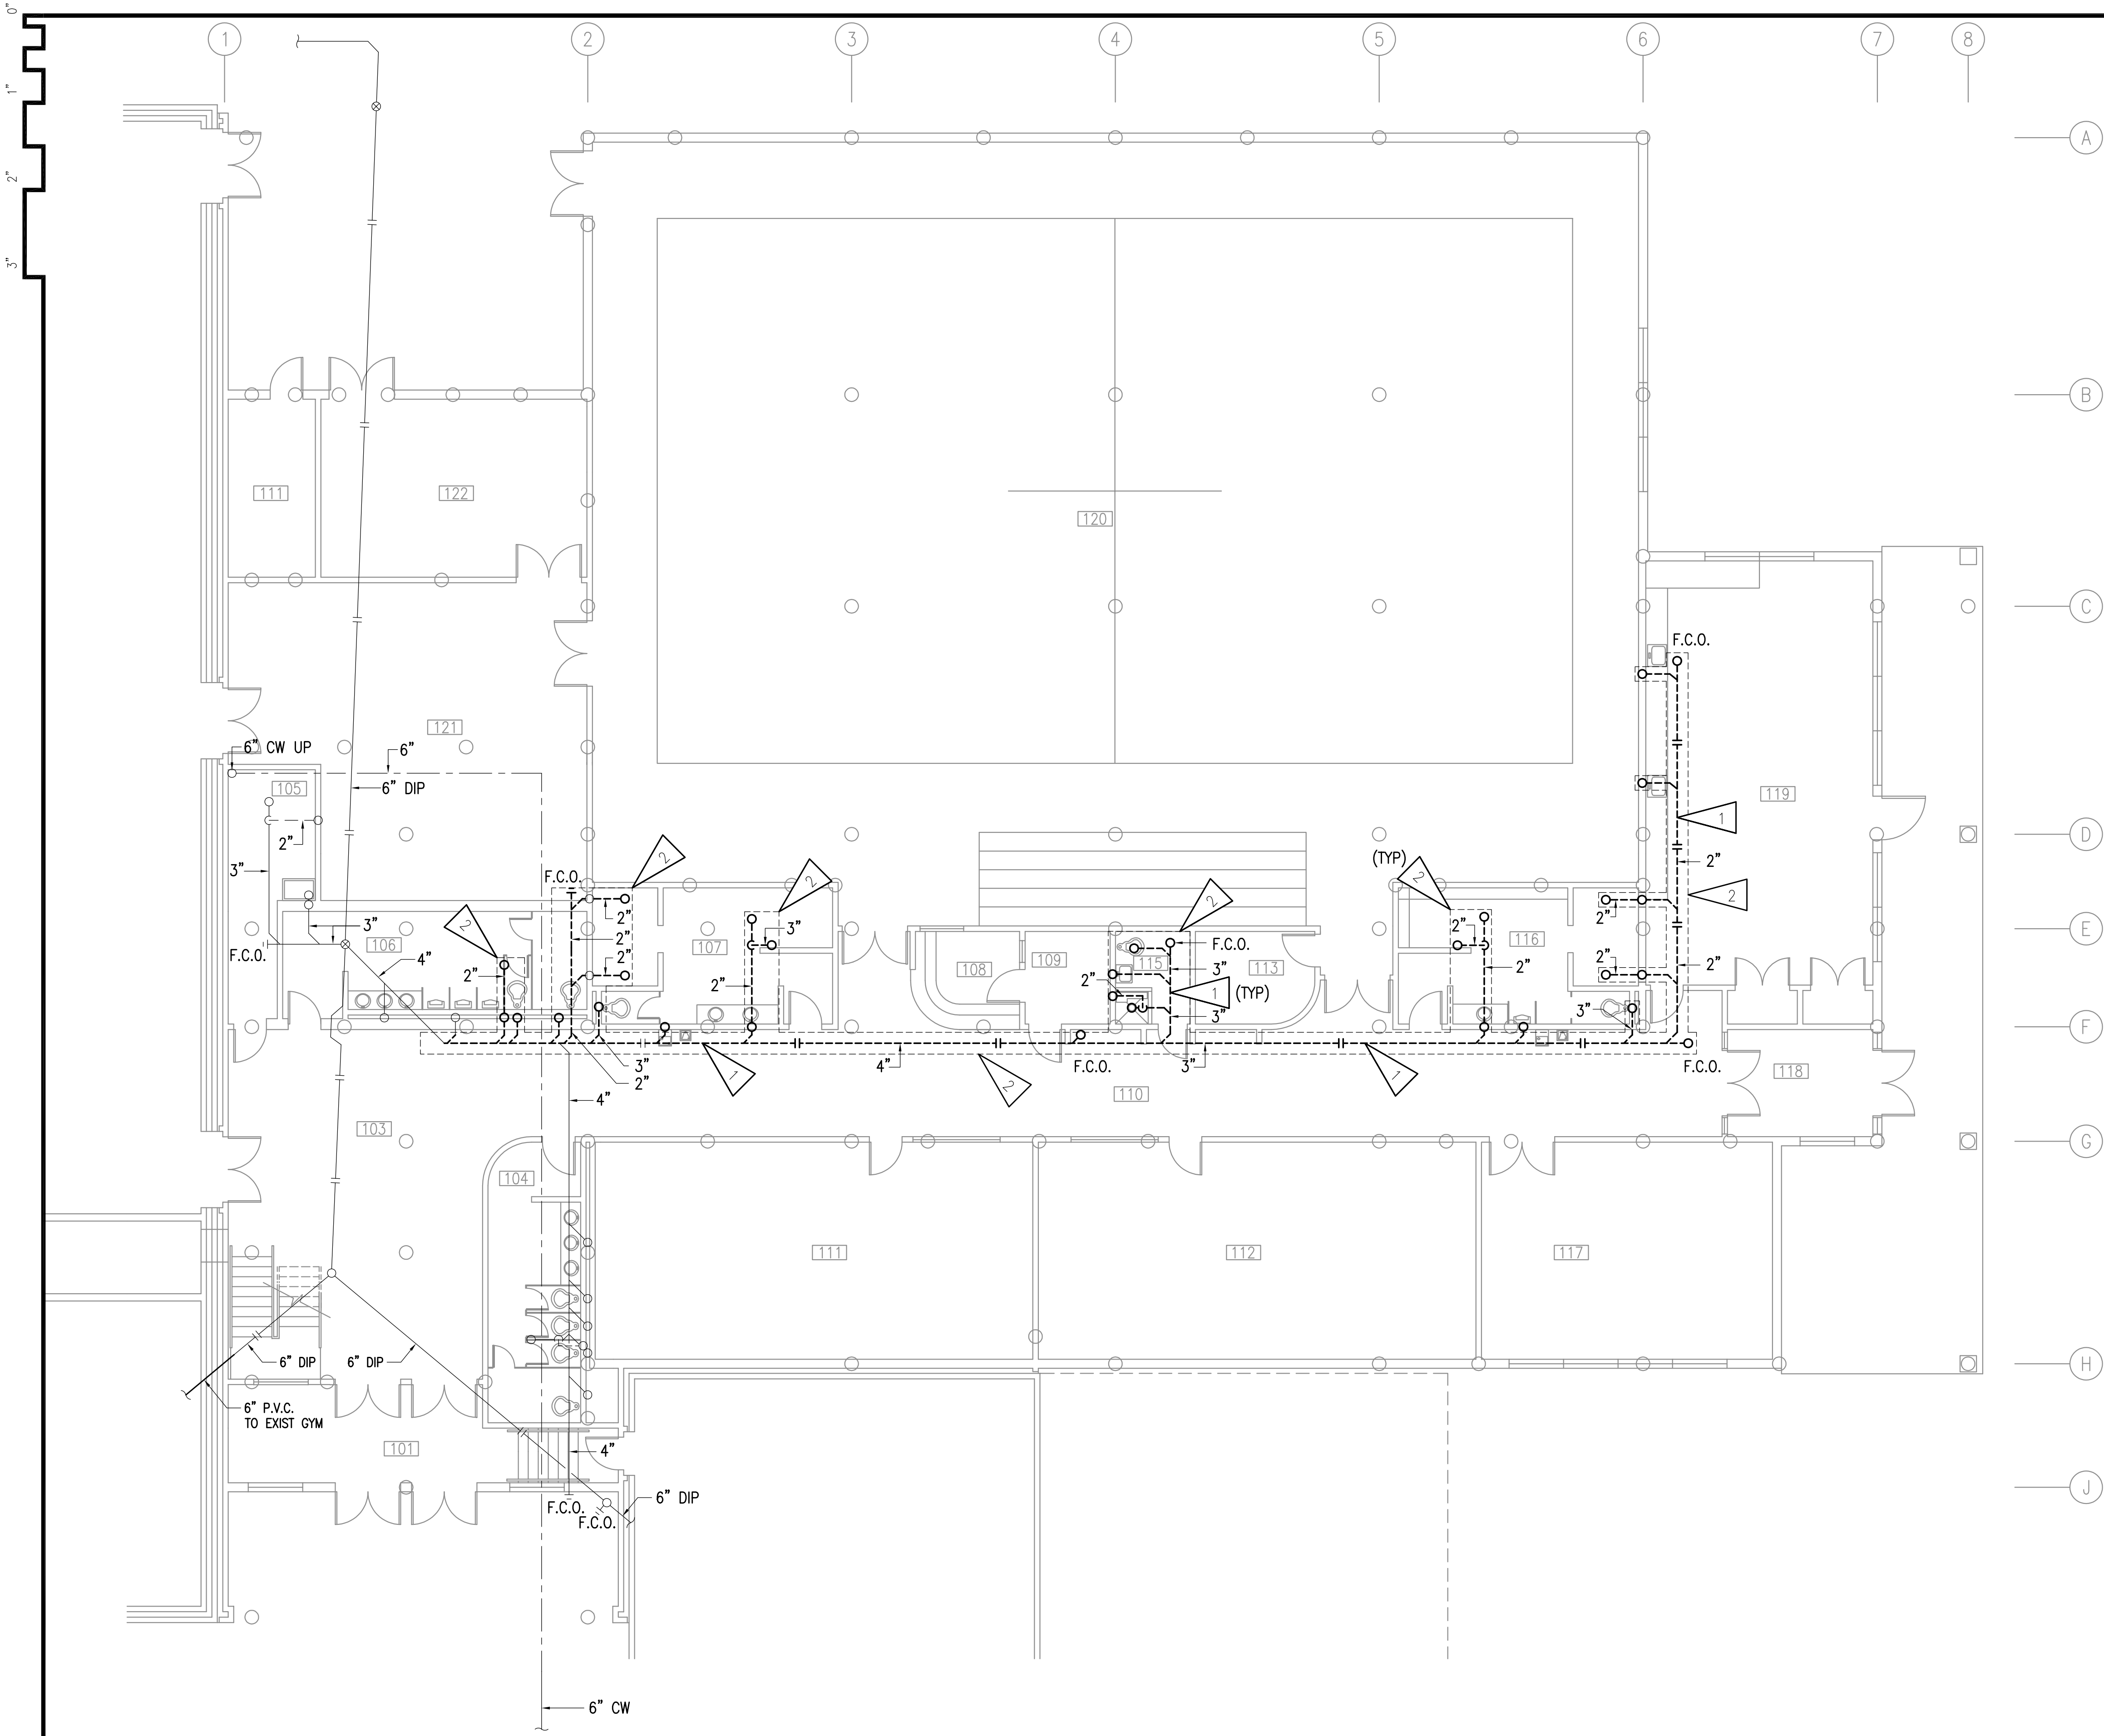 0"
1"
2"
3"
1 2 3 4 5 6 7 8
A
B
C
D
E
F
G
H
J
111
122
120
F.C.O.
121
6" CW UP
6"
6" DIP
105
119
2"
3"
1
2"
(TYP)
2
2
2
2
2
F.C.O.
2"
2"
3"
2"
2"
2
3"
106
107
2"
116
F.C.O.
F.C.O.
4"
2"
2"
2"
108
109
115
113
3"
2"
2"
2"
2"
1
(TYP)
3"
3"
3"
2"
1
4"
F.C.O.
3"
1
F.C.O.
2
4"
110
118
103
104
111
112
117
6" DIP
6" DIP
6" P.V.C.
TO EXIST GYM
101
4"
F.C.O.
F.C.O.
6" DIP
6" CW